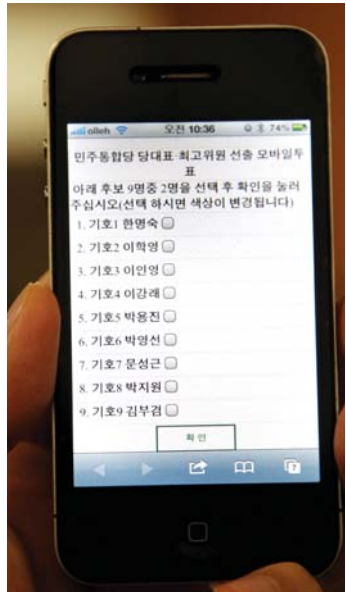 olleh 오전 10:36 74%
민주통합당 당대표·최고위원 선출 모바일투
표
아래 후보 9명중 2명을 선택 후 확인을 눌러
주십시오(선택 하시면 색상이 변경됩니다)
1. 기호1 한명숙
2. 기호2 이학영
3. 기호3 이인영
4. 기호4 이강래
5. 기호5 박용진
6. 기호6 박영선
7. 기호7 문성근
8. 기호8 박지원
9. 기호9 김부겸
확인
7